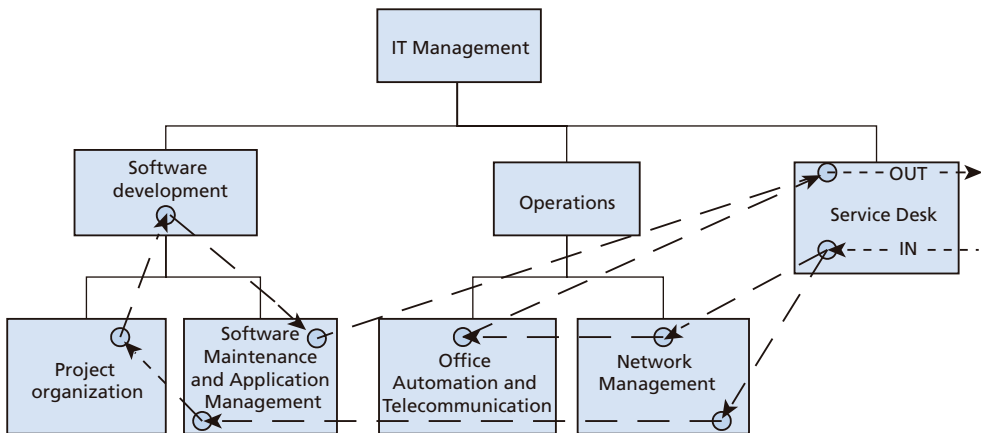 IT Management
Software
development
Operations
OUT
Service Desk
IN
Project
organization
Software
Maintenance
and Application
Management
Office
Automation and
Telecommunication
Network
Management